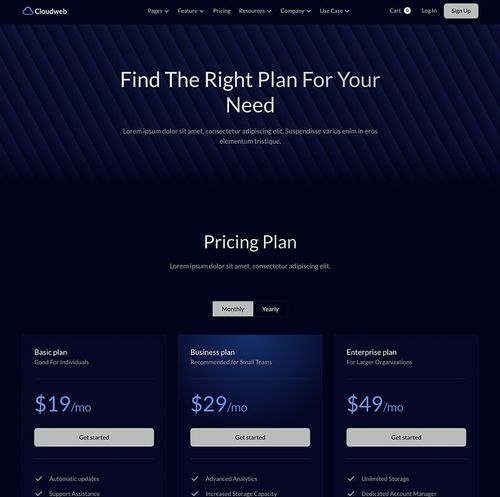 Cloudweb
Pages Feature Pricing Resources Company Use Case Cart 0 Log In Sign Up
Find The Right Plan For Your
Need
Lorem ipsum dolor sit amet, consectetur adipiscing elit. Suspendisse varius enim in eros
elementum tristique.
Pricing Plan
Lorem ipsum dolor sit amet, consectetur adipiscing elit.
Monthly Yearly
Basic plan
Good For Individuals
$19/mo
Get started
Automatic updates
Support Assistance
Business plan
Recommended for Small Teams
$29/mo
Get started
Advanced Analytics
Increased Storage Capacity
Enterprise plan
For Larger Organizations
$49/mo
Get started
Unlimited Storage
Dedicated Account Manager